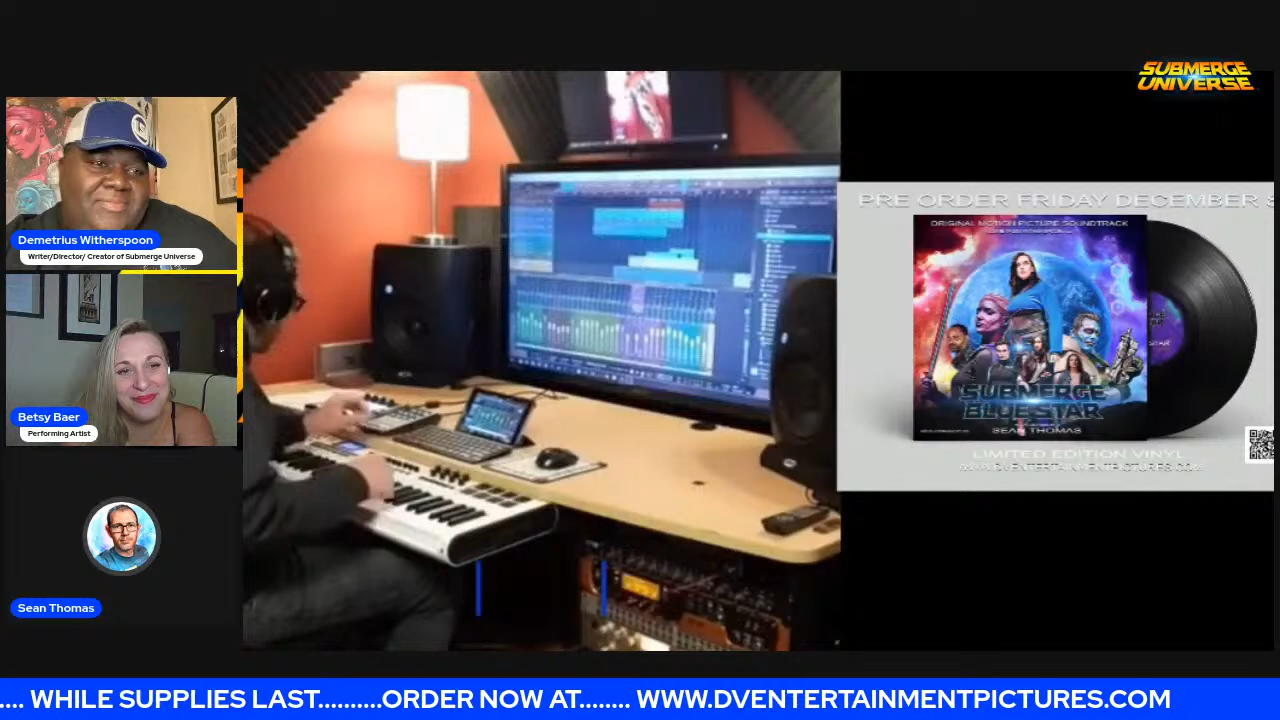 SUBMERGE
UNIVERSE
Demetrius Witherspoon
Writer/Director/ Creator of Submerge Universe
Betsy Baer
Performing Artist
Sean Thomas
PRE ORDER FRIDAY DECEMBER
ORIGINAL MOTION PICTURE SOUNDTRACK
SUBMERGE
BLUE STAR
SEAN THOMAS
LIMITED EDITION VINYL
.... WHILE SUPPLIES LAST..........ORDER NOW AT........ WWW.DVENTERTAINMENTPICTURES.COM